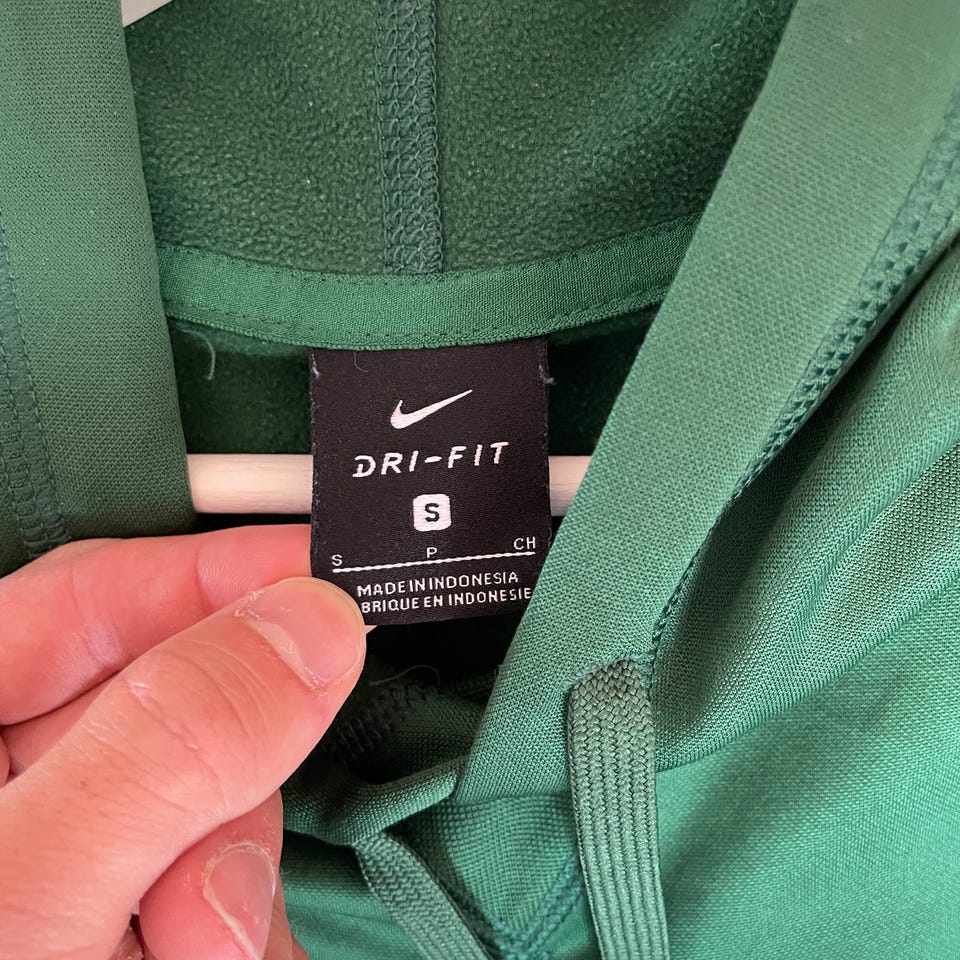 DRI-FIT
S
S P CH
MADE IN INDONESIA
BRIQUE EN INDONESIE